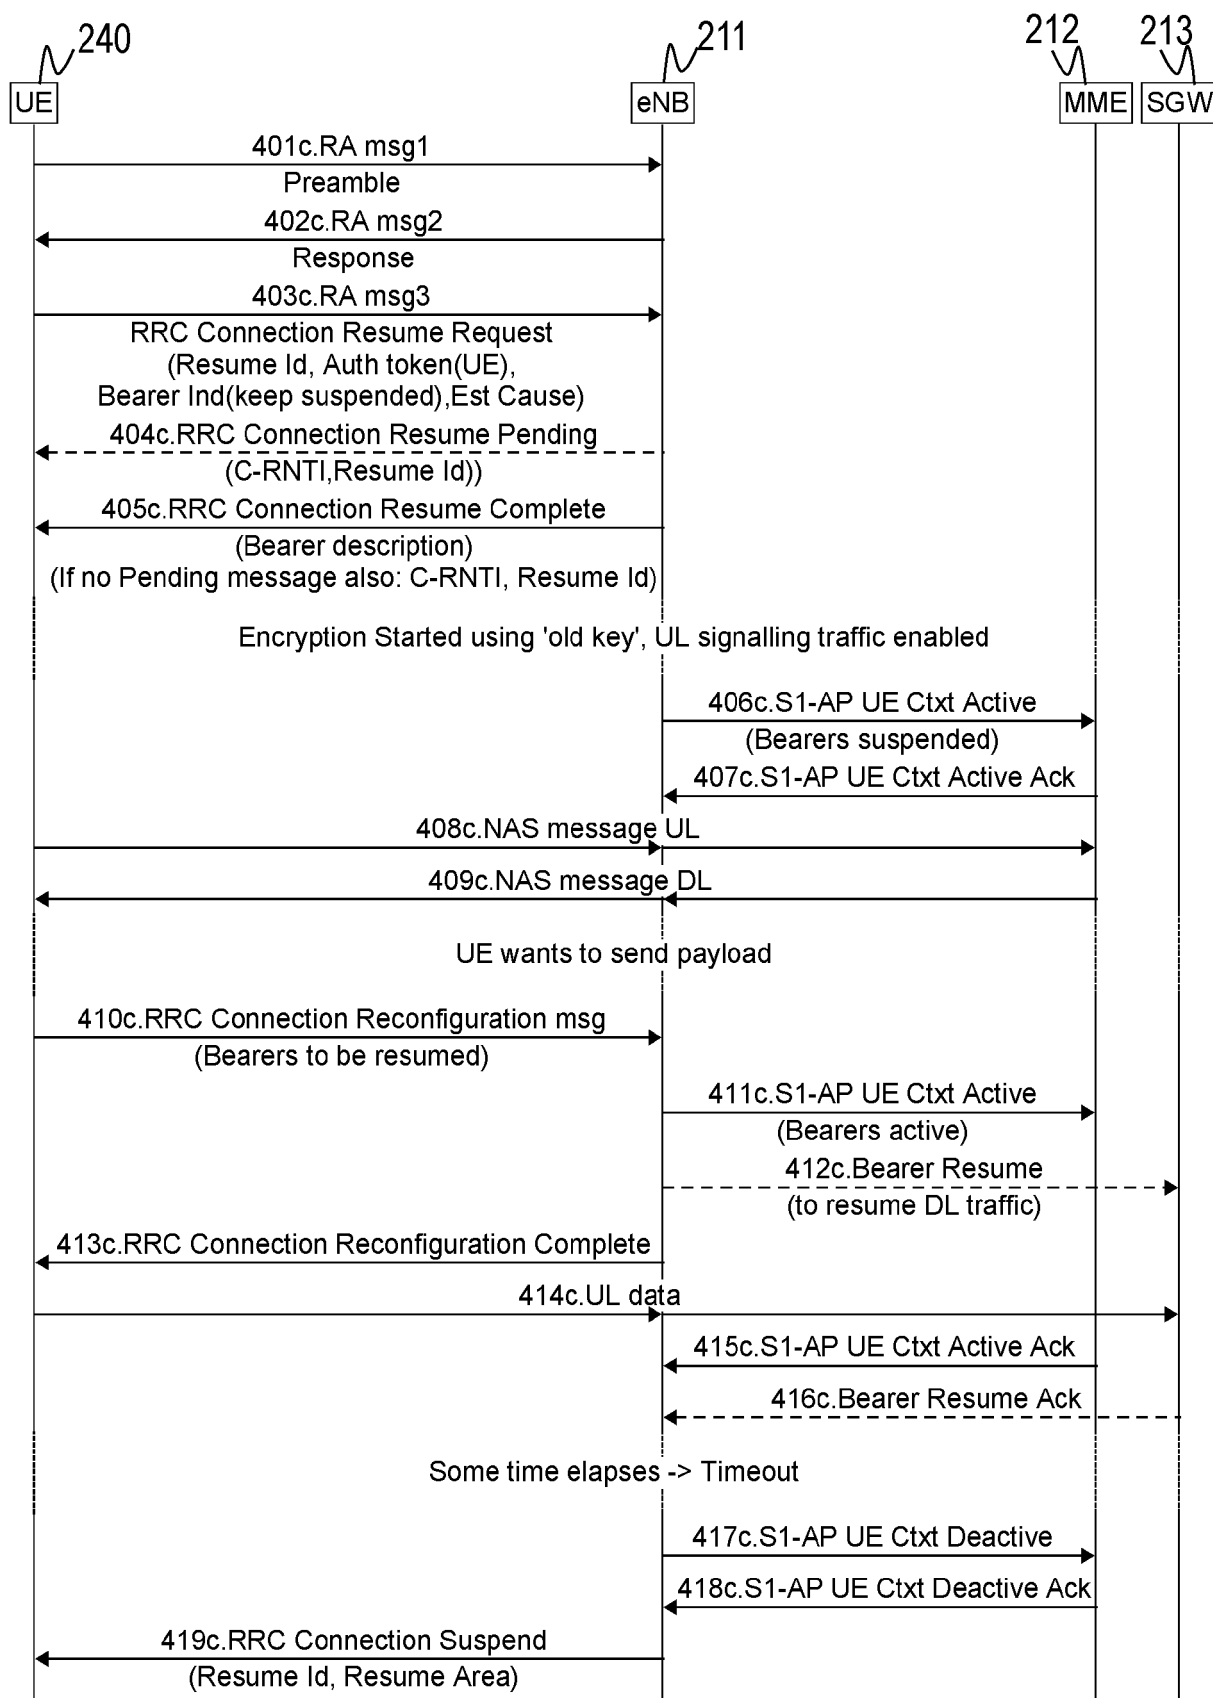 240
211
212
213
UE
eNB
MME
SGW
401c.RA msg1
Preamble
402c.RA msg2
Response
403c.RA msg3
RRC Connection Resume Request
(Resume Id, Auth token(UE),
Bearer Ind(keep suspended),Est Cause)
404c.RRC Connection Resume Pending
(C-RNTI,Resume Id))
405c.RRC Connection Resume Complete
(Bearer description)
(If no Pending message also: C-RNTI, Resume Id)
Encryption Started using 'old key', UL signalling traffic enabled
406c.S1-AP UE Ctxt Active
(Bearers suspended)
407c.S1-AP UE Ctxt Active Ack
408c.NAS message UL
409c.NAS message DL
UE wants to send payload
410c.RRC Connection Reconfiguration msg
(Bearers to be resumed)
411c.S1-AP UE Ctxt Active
(Bearers active)
412c.Bearer Resume
(to resume DL traffic)
413c.RRC Connection Reconfiguration Complete
414c.UL data
415c.S1-AP UE Ctxt Active Ack
416c.Bearer Resume Ack
Some time elapses -> Timeout
417c.S1-AP UE Ctxt Deactive
418c.S1-AP UE Ctxt Deactive Ack
419c.RRC Connection Suspend
(Resume Id, Resume Area)